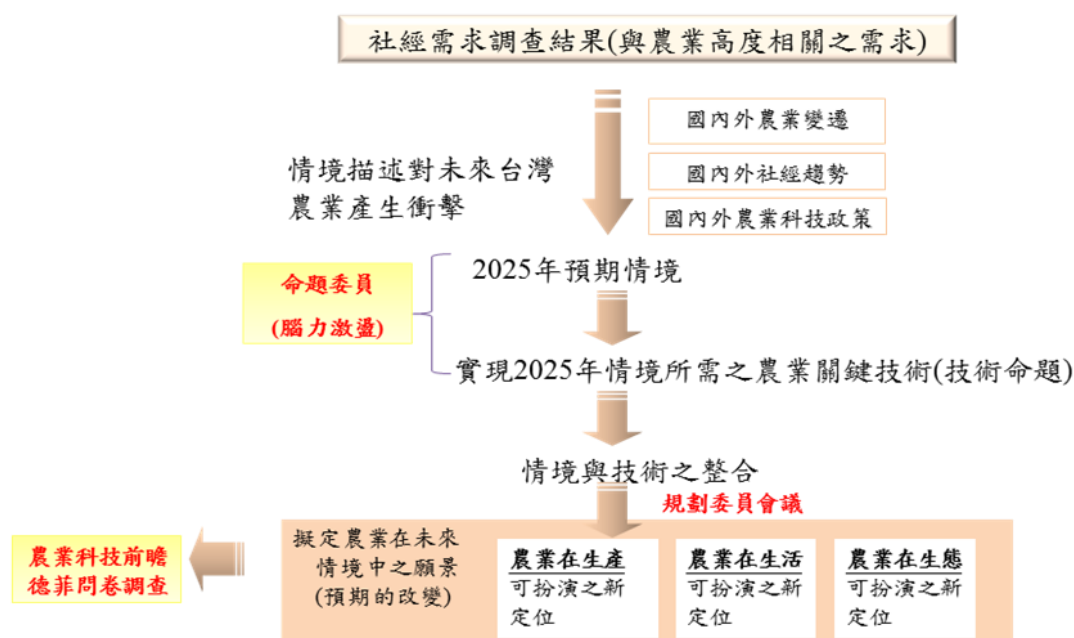 社經需求調查結果(與農業高度相關之需求)
國內外農業變遷
國內外社經趨勢
國內外農業科技政策
情境描述對未來台灣
農業產生衝擊
2025年預期情境
命題委員
(腦力激盪)
實現2025年情境所需之農業關鍵技術(技術命題)
情境與技術之整合
規劃委員會議
擬定農業在未來
情境中之願景
(預期的改變)
農業在生產
可扮演之新
定位
農業在生活
可扮演之新
定位
農業在生態
可扮演之新
定位
農業科技前瞻
德菲問卷調查